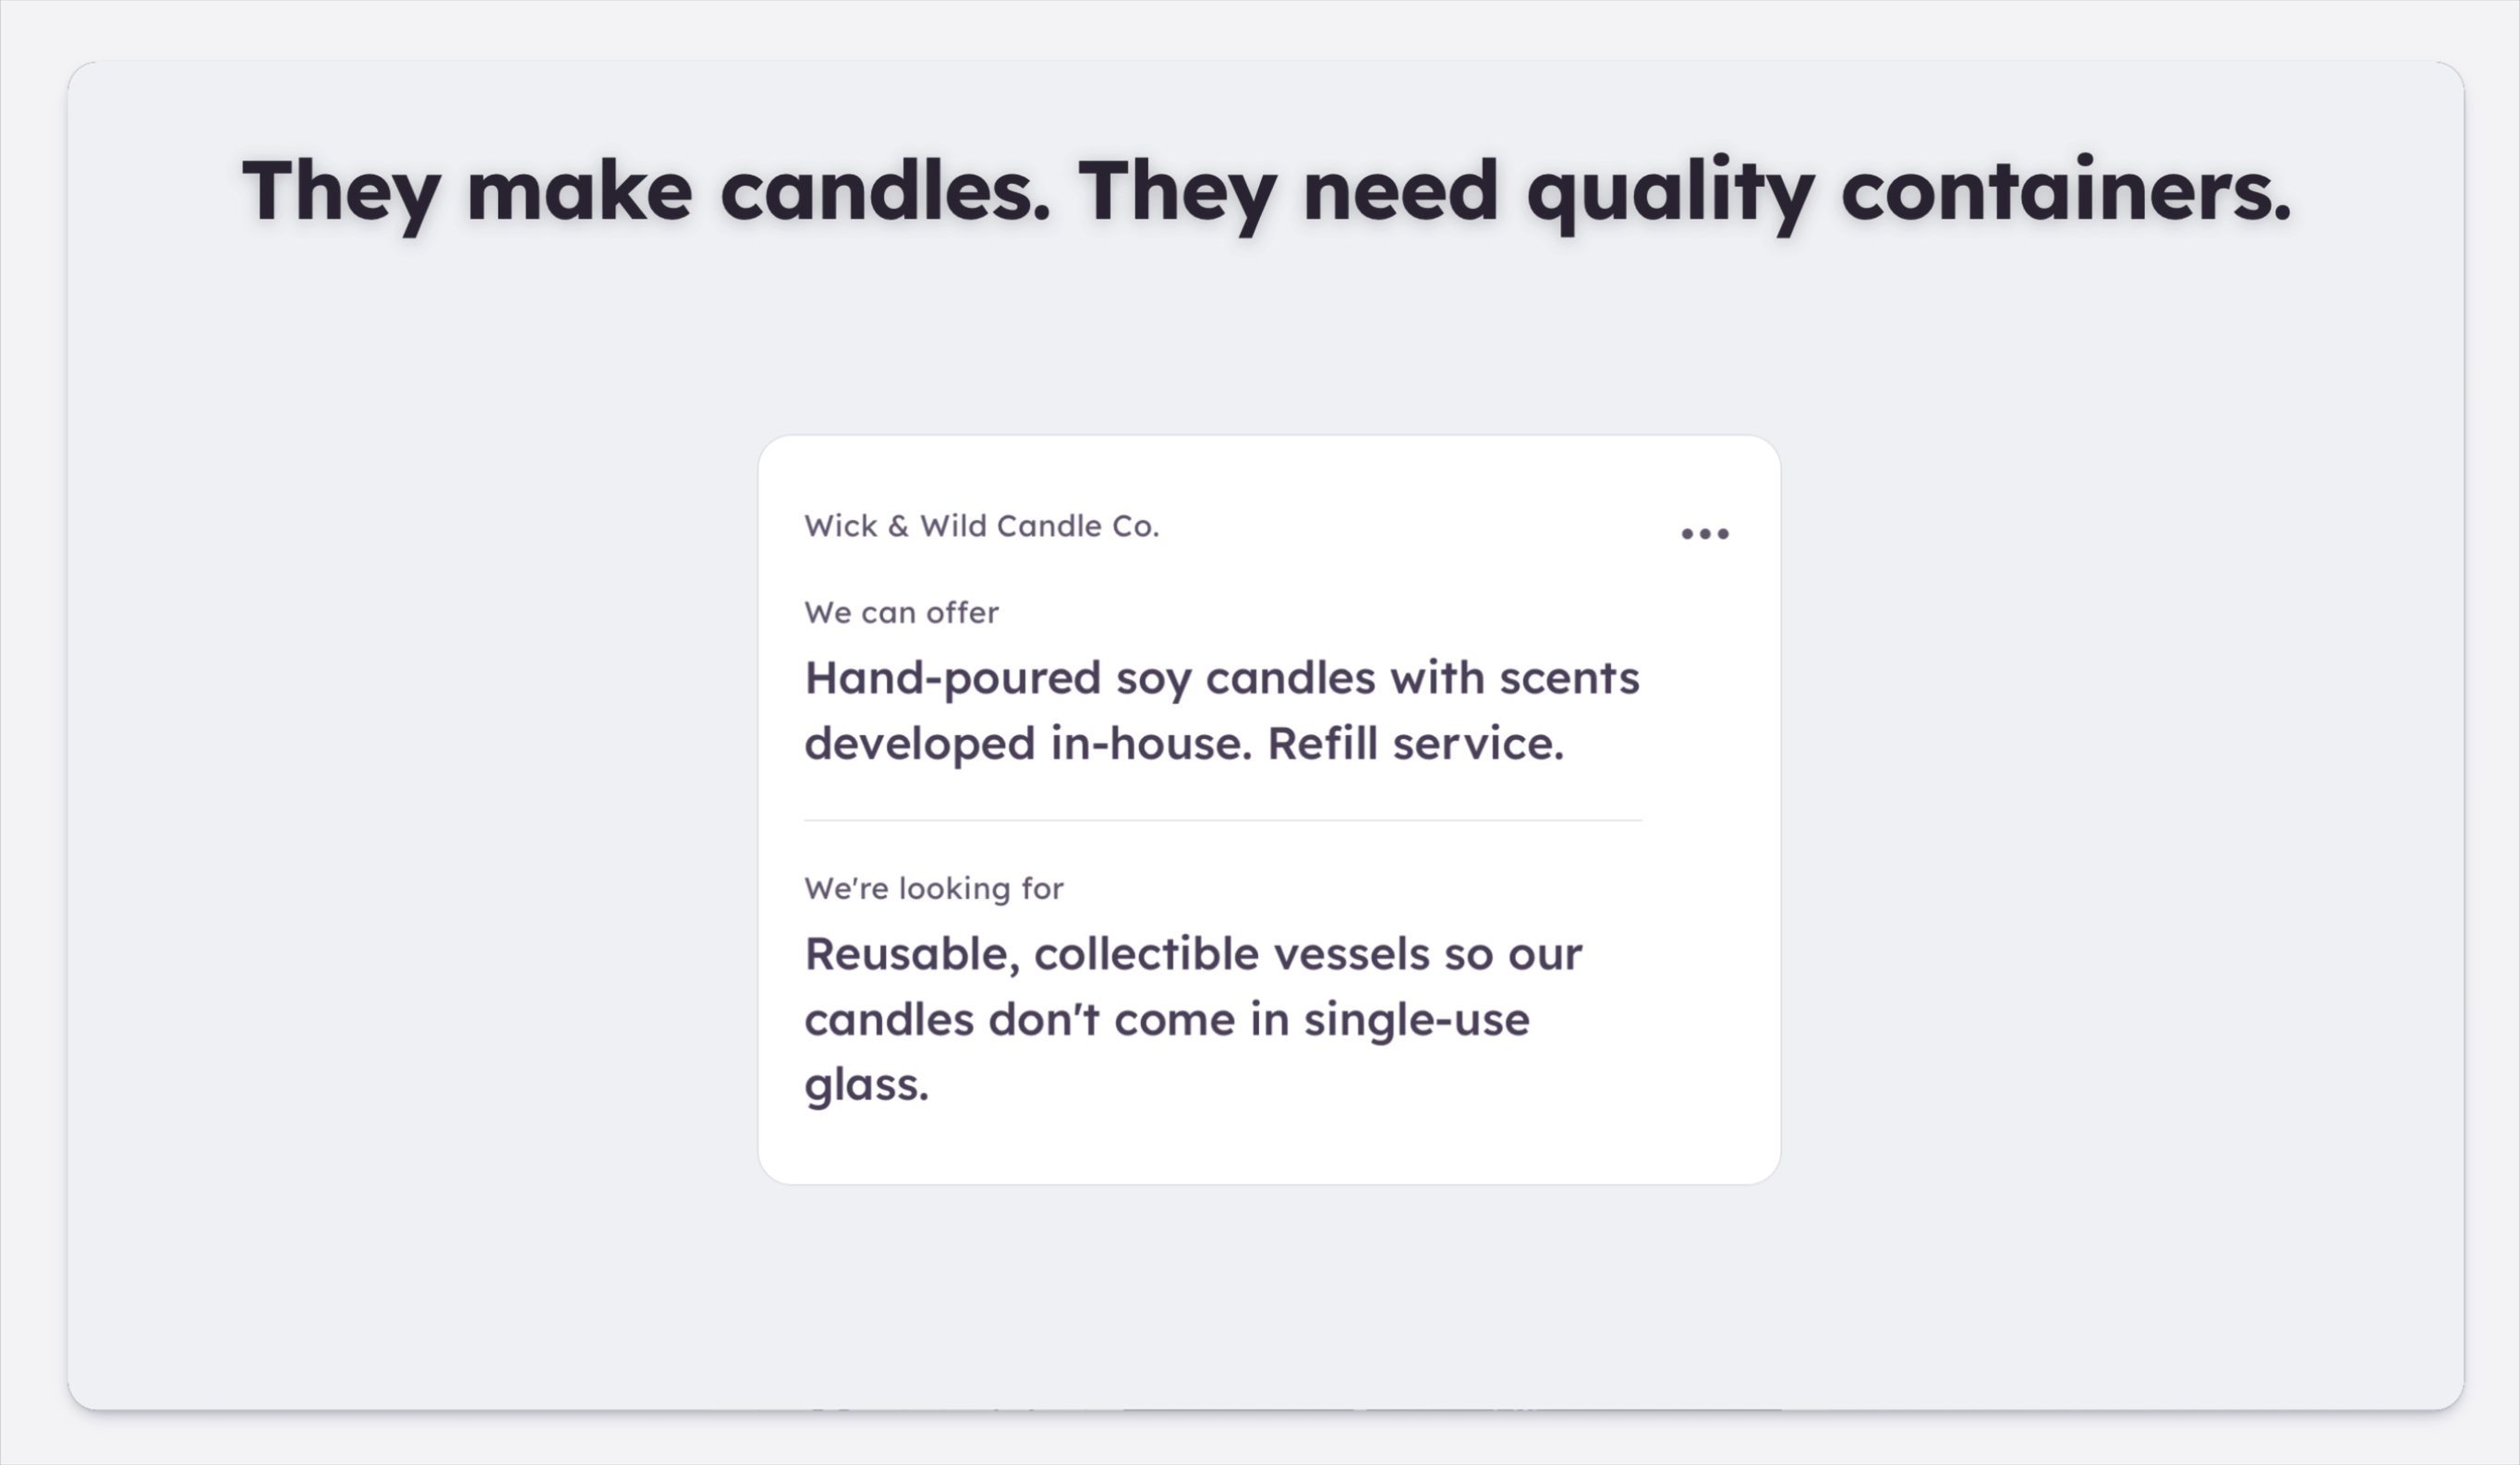 They make candles. They need quality containers.
Wick & Wild Candle Co.
We can offer
Hand-poured soy candles with scents
developed in-house. Refill service.
We're looking for
Reusable, collectible vessels so our
candles don't come in single-use
glass.